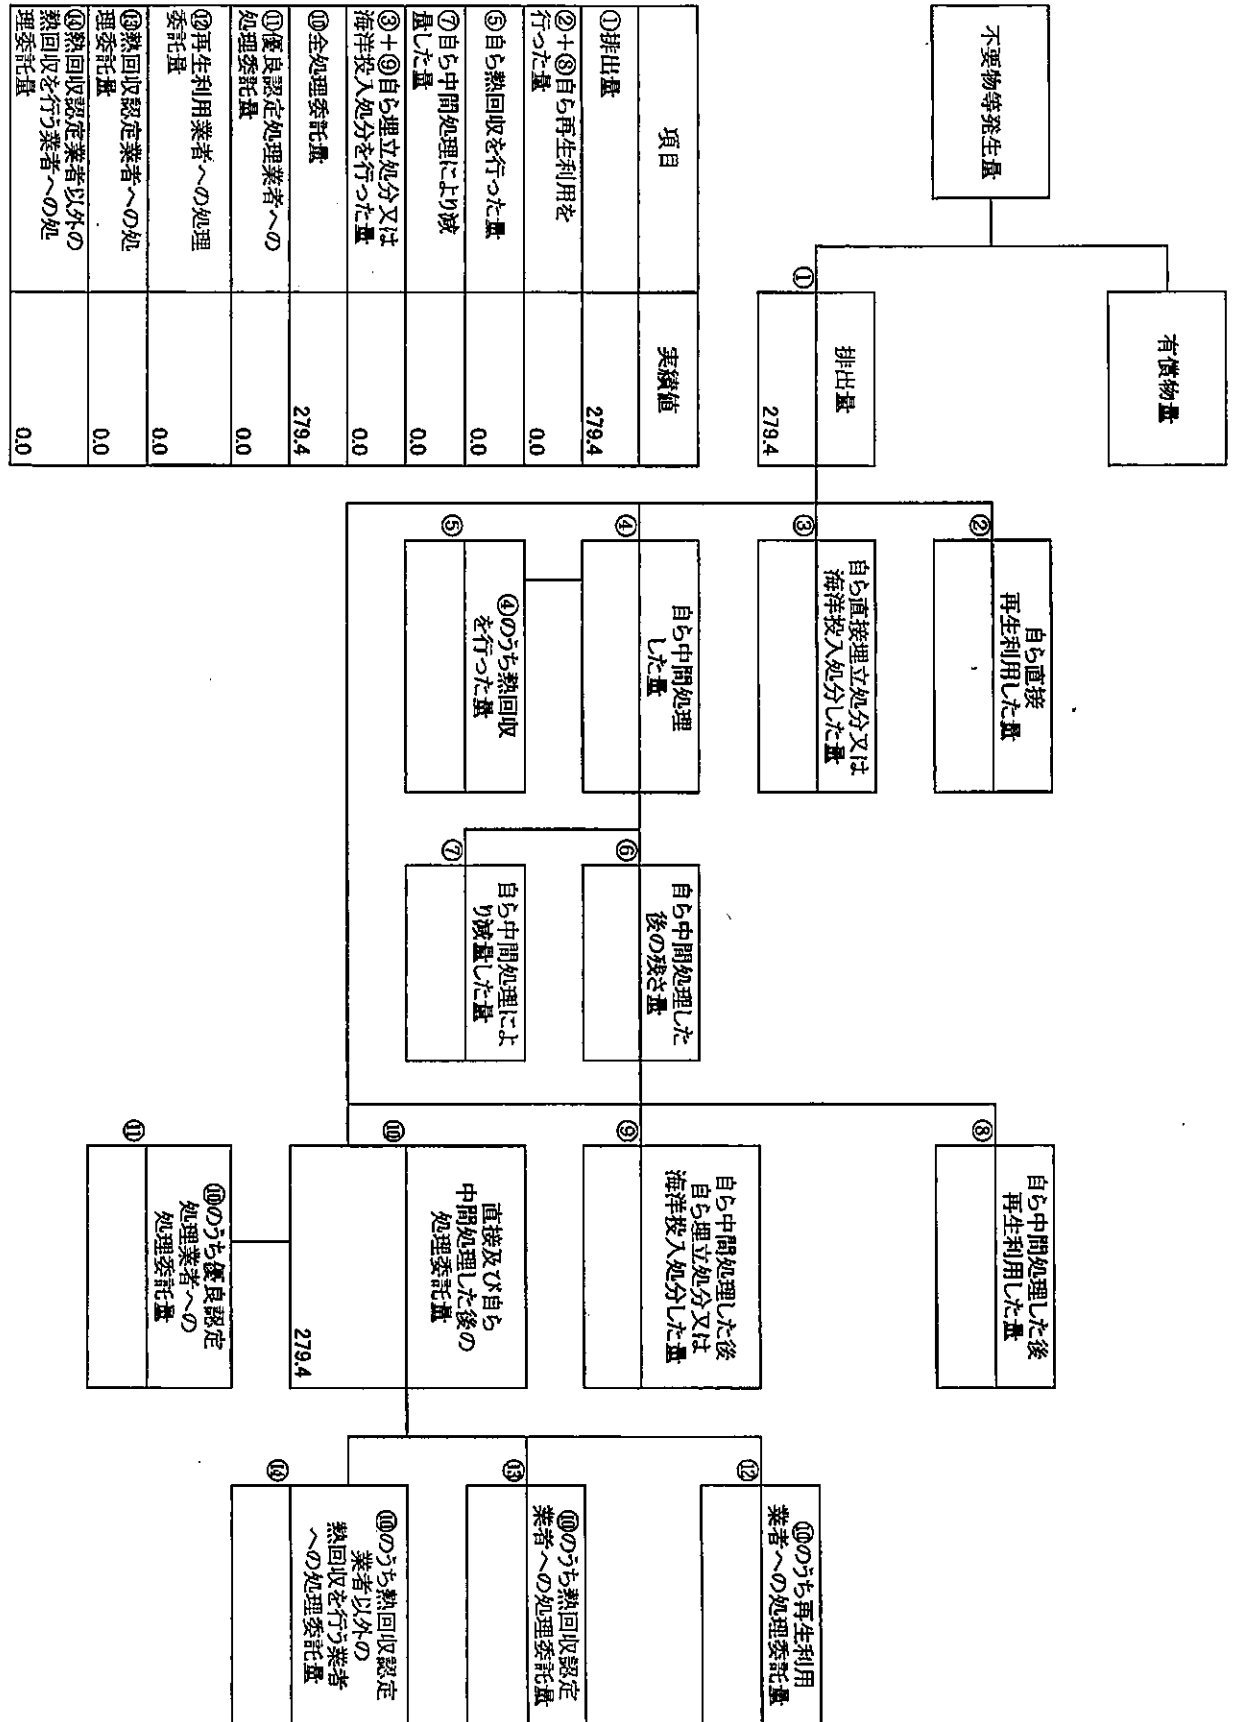 不要物等発生量
有償物量
①
排出量
279.4
②
自ら直接
再生利用した量
③
自ら直接埋立処分又は
海洋投入処分した量
④
自ら中間処理
した量
⑤
④のうち熱回収
を行った量
⑥
自ら中間処理した
後の残さ量
⑦
自ら中間処理によ
り減量した量
⑧
自ら中間処理した後
再生利用した量
⑨
自ら中間処理した後
自ら埋立処分又は
海洋投入処分した量
⑩
直接及び自ら
中間処理した後の
処理委託量
279.4
⑪
⑩のうち優良認定
処理業者への
処理委託量
⑫
⑩のうち再生利用
業者への処理委託量
⑬
⑩のうち熱回収認定
業者への処理委託量
⑭
⑩のうち熱回収認定
業者以外の
熱回収を行う業者
への処理委託量
項目
実績値
①排出量
279.4
②+⑧自ら再生利用を
行った量
0.0
⑤自ら熱回収を行った量
0.0
⑦自ら中間処理により減
量した量
0.0
③+⑨自ら埋立処分又は
海洋投入処分を行った量
0.0
⑩全処理委託量
279.4
⑪優良認定処理業者への
処理委託量
0.0
⑫再生利用業者への処理
委託量
0.0
⑬熱回収認定業者への処
理委託量
0.0
⑭熱回収認定業者以外の
熱回収を行う業者への処
理委託量
0.0